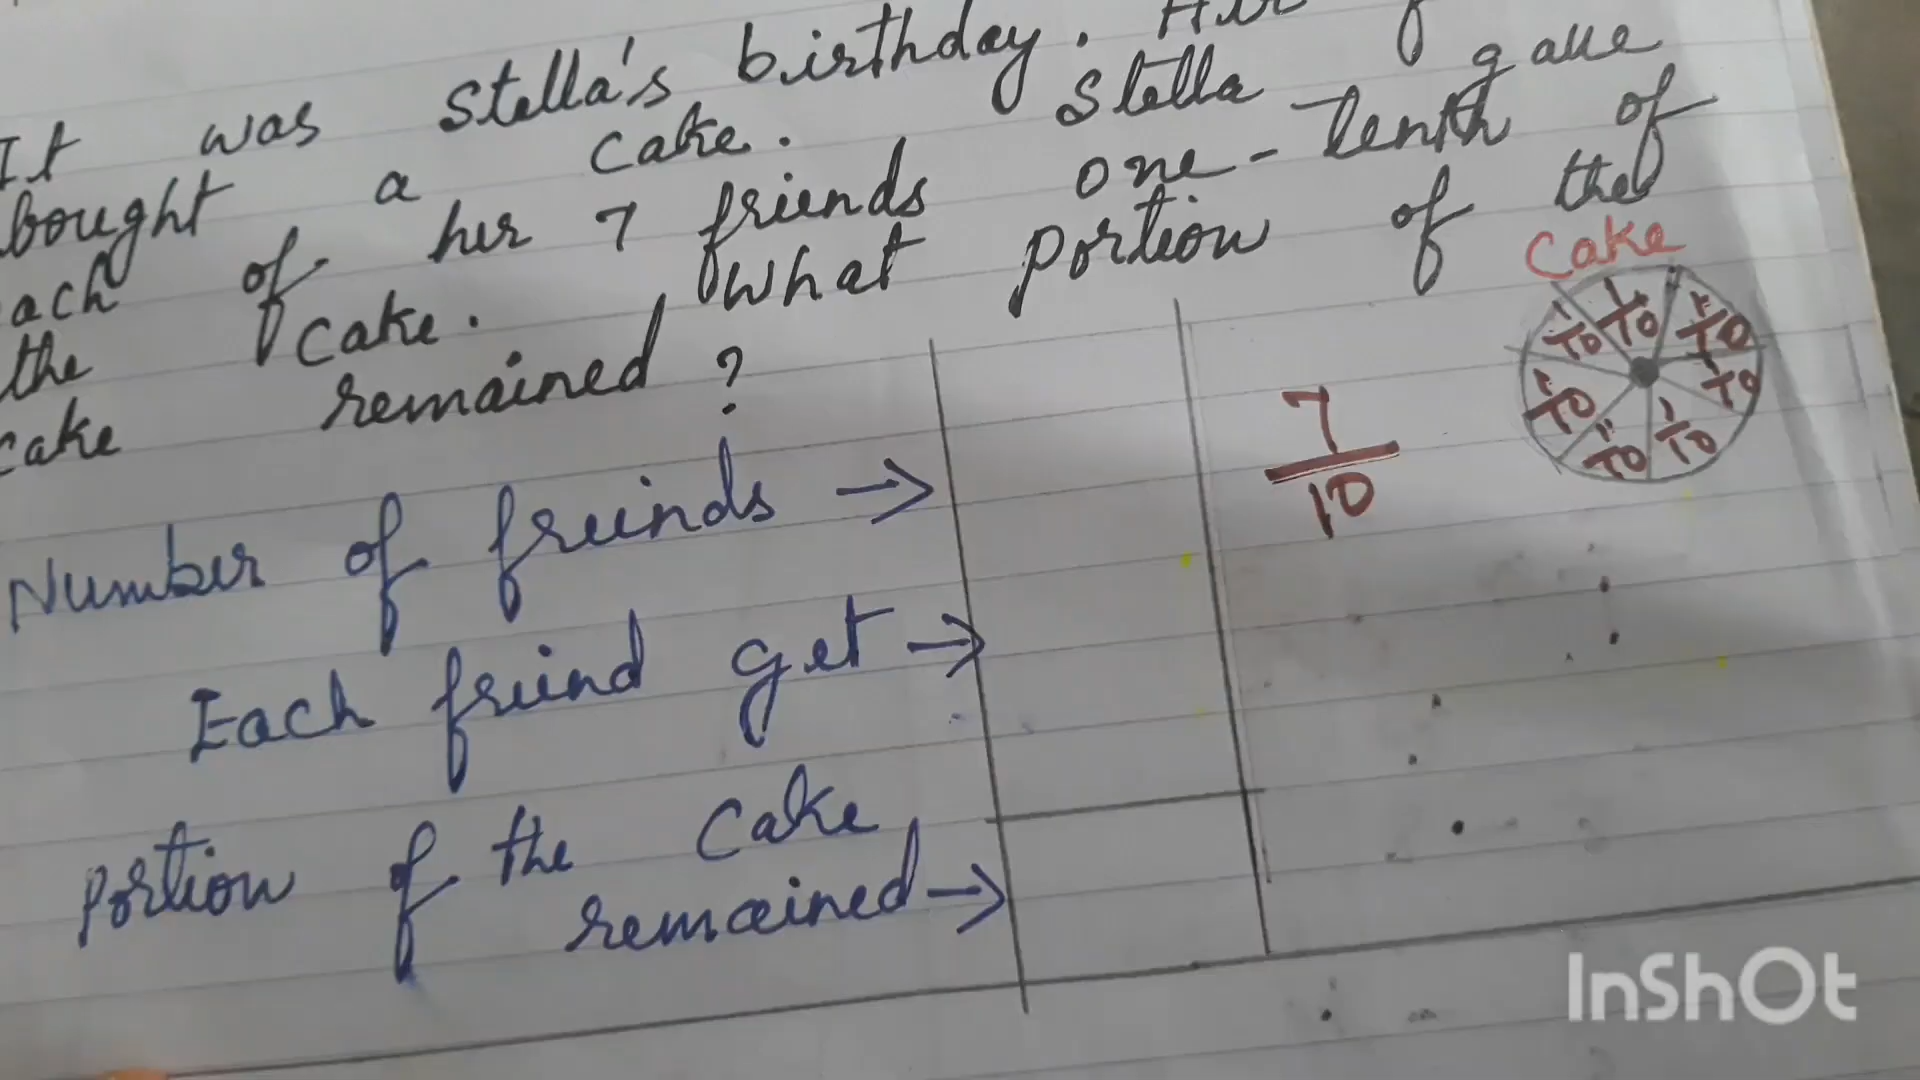 It was Stella's birthday. Her f
bought a cake. Stella gave
each of her 7 friends one-tenth of
the cake. What portion of the
cake remained?
cake
1/10 1/10 1/10
1/10 1/10
1/10 1/10
7/10
Number of freinds →
Each freind get →
portion of the cake
remained →
InShOt